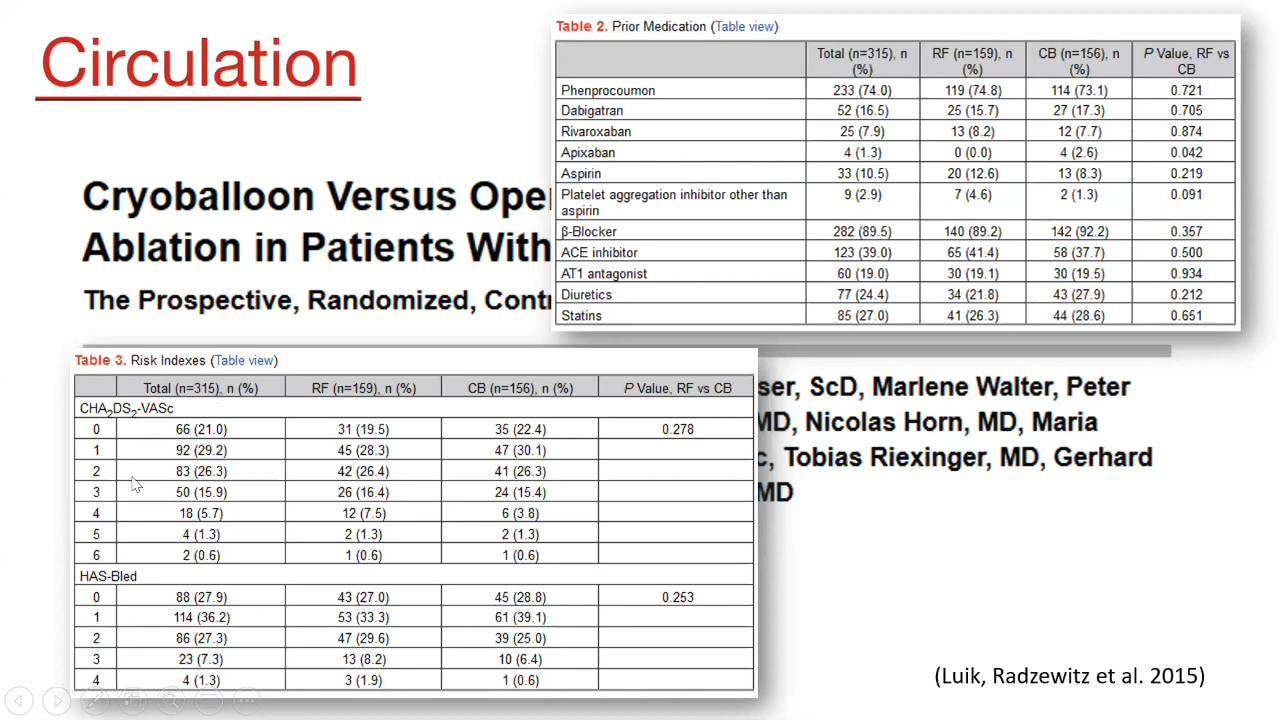 Circulation
Cryoballoon Versus Ope
Ablation in Patients With
The Prospective, Randomized, Cont
ser, ScD, Marlene Walter, Peter
MD, Nicolas Horn, MD, Maria
c, Tobias Riexinger, MD, Gerhard
MD
Table 2. Prior Medication (Table view)
Total (n=315), n (%) RF (n=159), n (%) CB (n=156), n (%) P Value, RF vs CB
Phenprocoumon 233 (74.0) 119 (74.8) 114 (73.1) 0.721
Dabigatran 52 (16.5) 25 (15.7) 27 (17.3) 0.705
Rivaroxaban 25 (7.9) 13 (8.2) 12 (7.7) 0.874
Apixaban 4 (1.3) 0 (0.0) 4 (2.6) 0.042
Aspirin 33 (10.5) 20 (12.6) 13 (8.3) 0.219
Platelet aggregation inhibitor other than aspirin 9 (2.9) 7 (4.6) 2 (1.3) 0.091
β-Blocker 282 (89.5) 140 (89.2) 142 (92.2) 0.357
ACE inhibitor 123 (39.0) 65 (41.4) 58 (37.7) 0.500
AT1 antagonist 60 (19.0) 30 (19.1) 30 (19.5) 0.934
Diuretics 77 (24.4) 34 (21.8) 43 (27.9) 0.212
Statins 85 (27.0) 41 (26.3) 44 (28.6) 0.651
Table 3. Risk Indexes (Table view)
Total (n=315), n (%) RF (n=159), n (%) CB (n=156), n (%) P Value, RF vs CB
CHA₂DS₂-VASc
0 66 (21.0) 31 (19.5) 35 (22.4) 0.278
1 92 (29.2) 45 (28.3) 47 (30.1)
2 83 (26.3) 42 (26.4) 41 (26.3)
3 50 (15.9) 26 (16.4) 24 (15.4)
4 18 (5.7) 12 (7.5) 6 (3.8)
5 4 (1.3) 2 (1.3) 2 (1.3)
6 2 (0.6) 1 (0.6) 1 (0.6)
HAS-Bled
0 88 (27.9) 43 (27.0) 45 (28.8) 0.253
1 114 (36.2) 53 (33.3) 61 (39.1)
2 86 (27.3) 47 (29.6) 39 (25.0)
3 23 (7.3) 13 (8.2) 10 (6.4)
4 4 (1.3) 3 (1.9) 1 (0.6)
(Luik, Radzewitz et al. 2015)